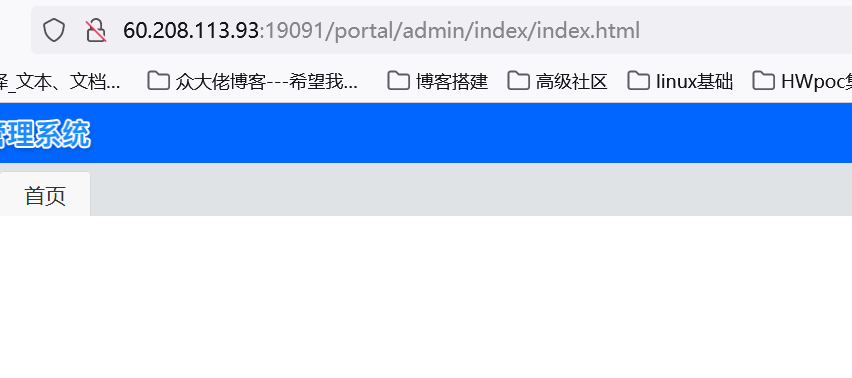 60.208.113.93:19091/portal/admin/index/index.html
择_文本、文档... 众大佬博客---希望我... 博客搭建 高级社区 linux基础 HWpoc集
管理系统
首页